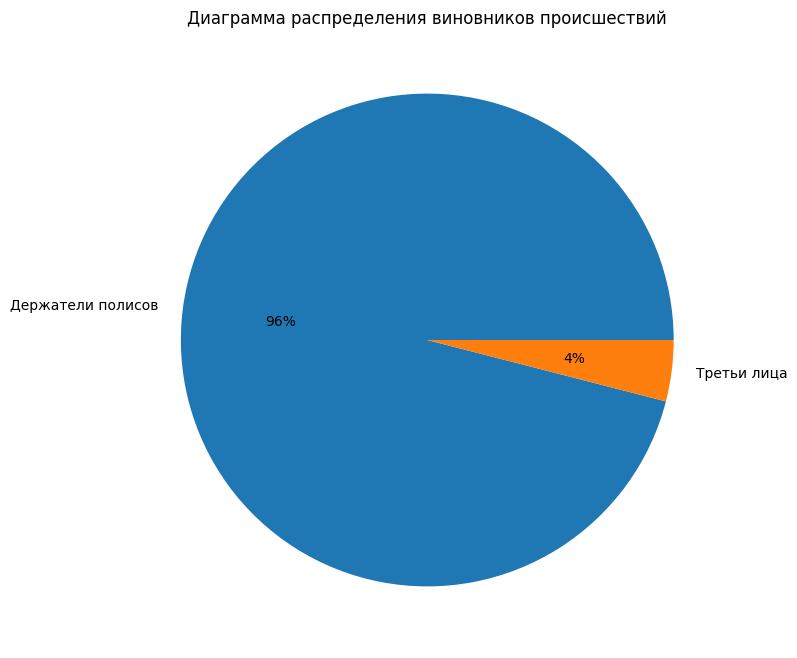 Диаграмма распределения виновников происшествий
Держатели полисов
96%
4%
Третьи лица